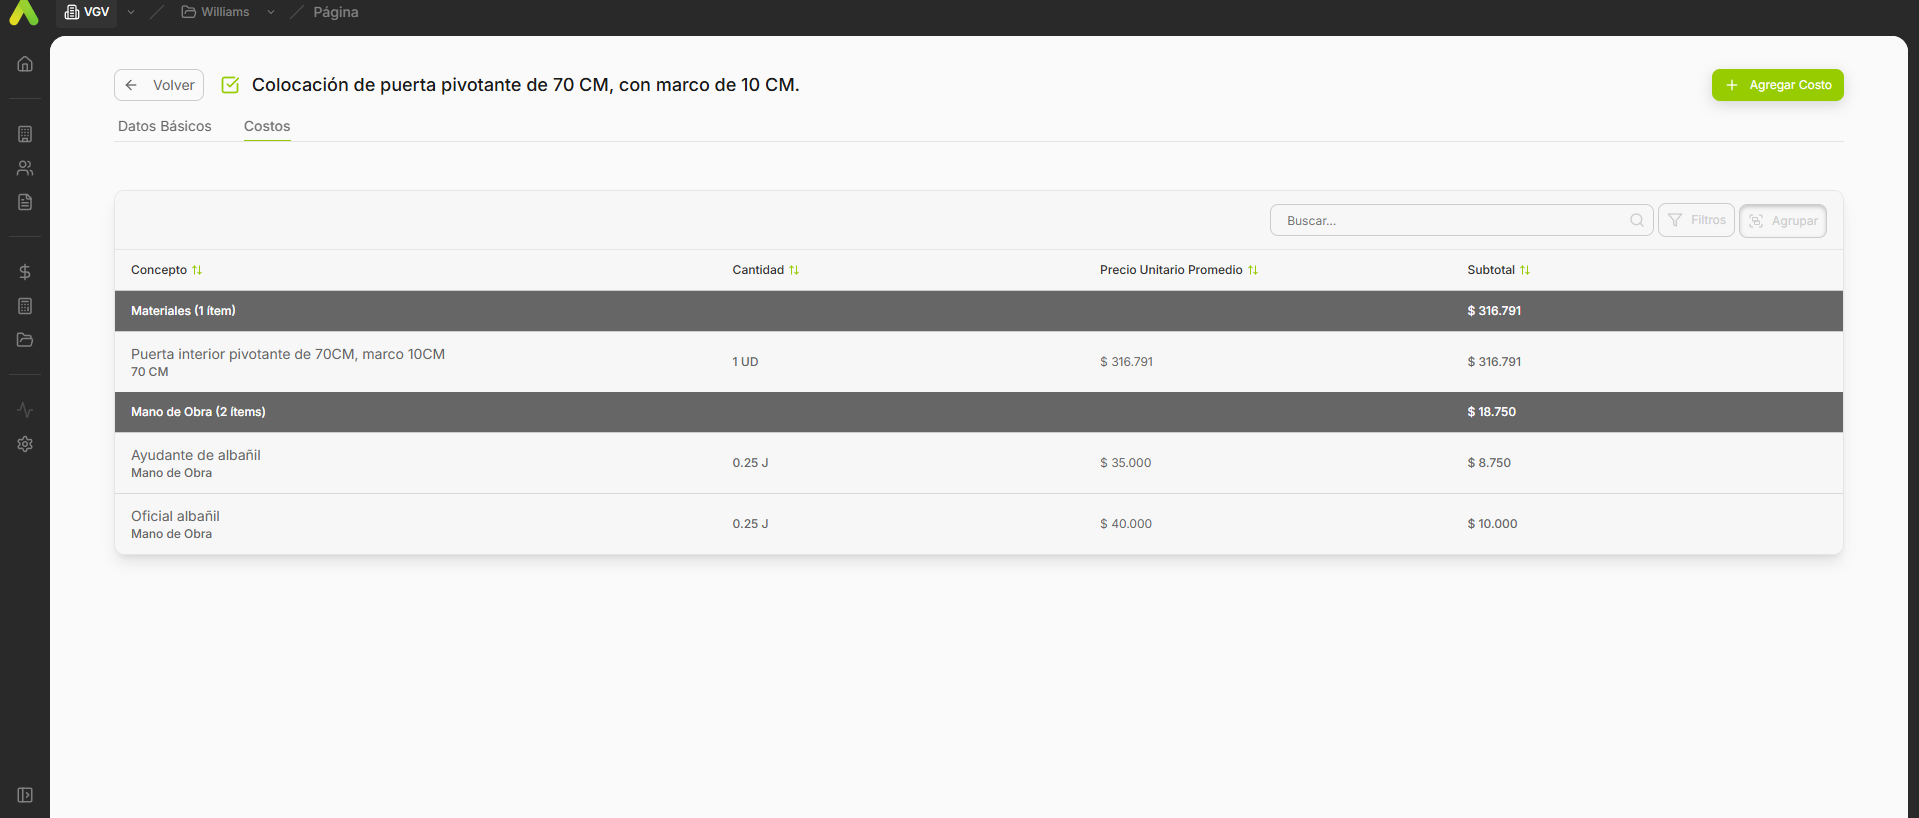 VGV
Williams
Página
Volver
Colocación de puerta pivotante de 70 CM, con marco de 10 CM.
Agregar Costo
Datos Básicos
Costos
Buscar...
Filtros
Agrupar
Concepto
Cantidad
Precio Unitario Promedio
Subtotal
Materiales (1 ítem)
$ 316.791
Puerta interior pivotante de 70CM, marco 10CM
70 CM
1 UD
$ 316.791
$ 316.791
Mano de Obra (2 ítems)
$ 18.750
Ayudante de albañil
Mano de Obra
0.25 J
$ 35.000
$ 8.750
Oficial albañil
Mano de Obra
0.25 J
$ 40.000
$ 10.000